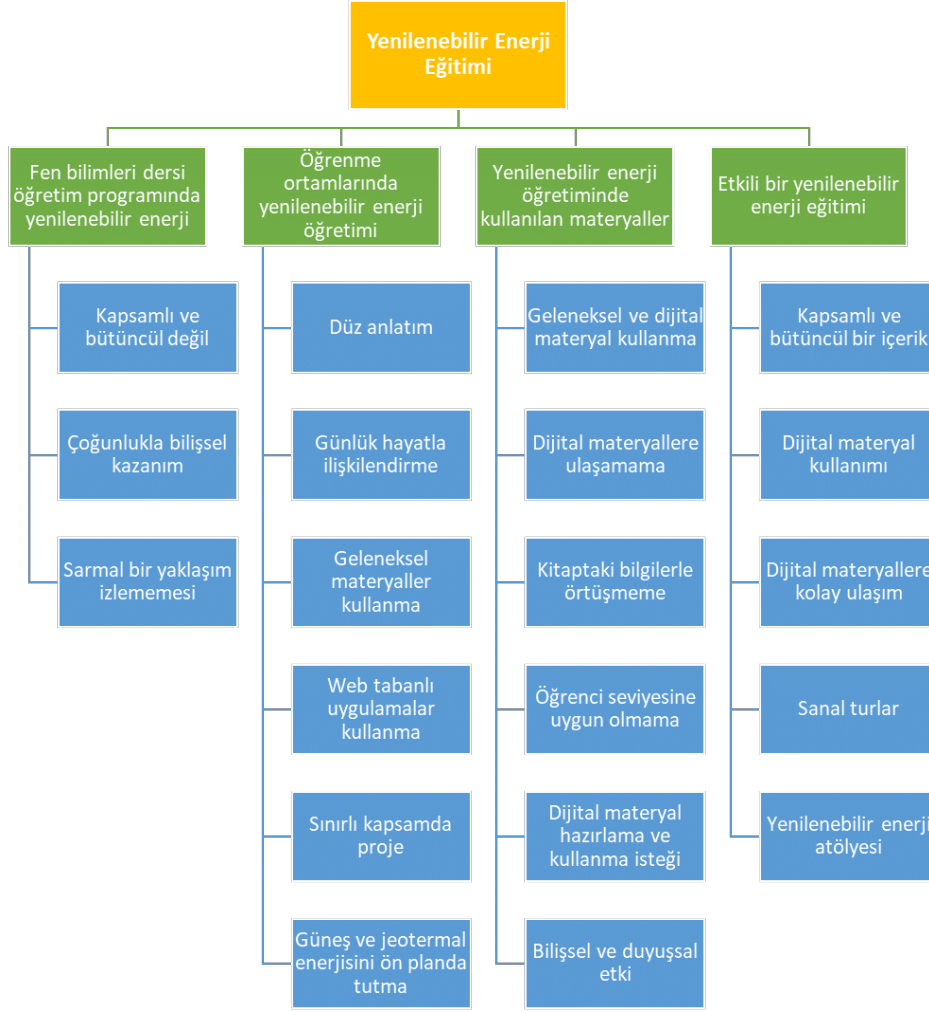 Yenilenebilir Enerji
Eğitimi
Fen bilimleri dersi
öğretim programında
yenilenebilir enerji
Kapsamlı ve
bütüncül değil
Çoğunlukla bilişsel
kazanım
Sarmal bir yaklaşım
izlememesi
Öğrenme
ortamlarında
yenilenebilir enerji
öğretimi
Düz anlatım
Günlük hayatla
ilişkilendirme
Geleneksel
materyaller
kullanma
Web tabanlı
uygulamalar
kullanma
Sınırlı kapsamda
proje
Güneş ve jeotermal
enerjisini ön planda
tutma
Yenilenebilir enerji
öğretiminde
kullanılan materyaller
Geleneksel ve dijital
materyal kullanma
Dijital materyallere
ulaşamama
Kitaptaki bilgilerle
örtüşmeme
Öğrenci seviyesine
uygun olmama
Dijital materyal
hazırlama ve
kullanma isteği
Bilişsel ve duyuşsal
etki
Etkili bir yenilenebilir
enerji eğitimi
Kapsamlı ve
bütüncül bir içerik
Dijital materyal
kullanımı
Dijital materyallere
kolay ulaşım
Sanal turlar
Yenilenebilir enerji
atölyesi